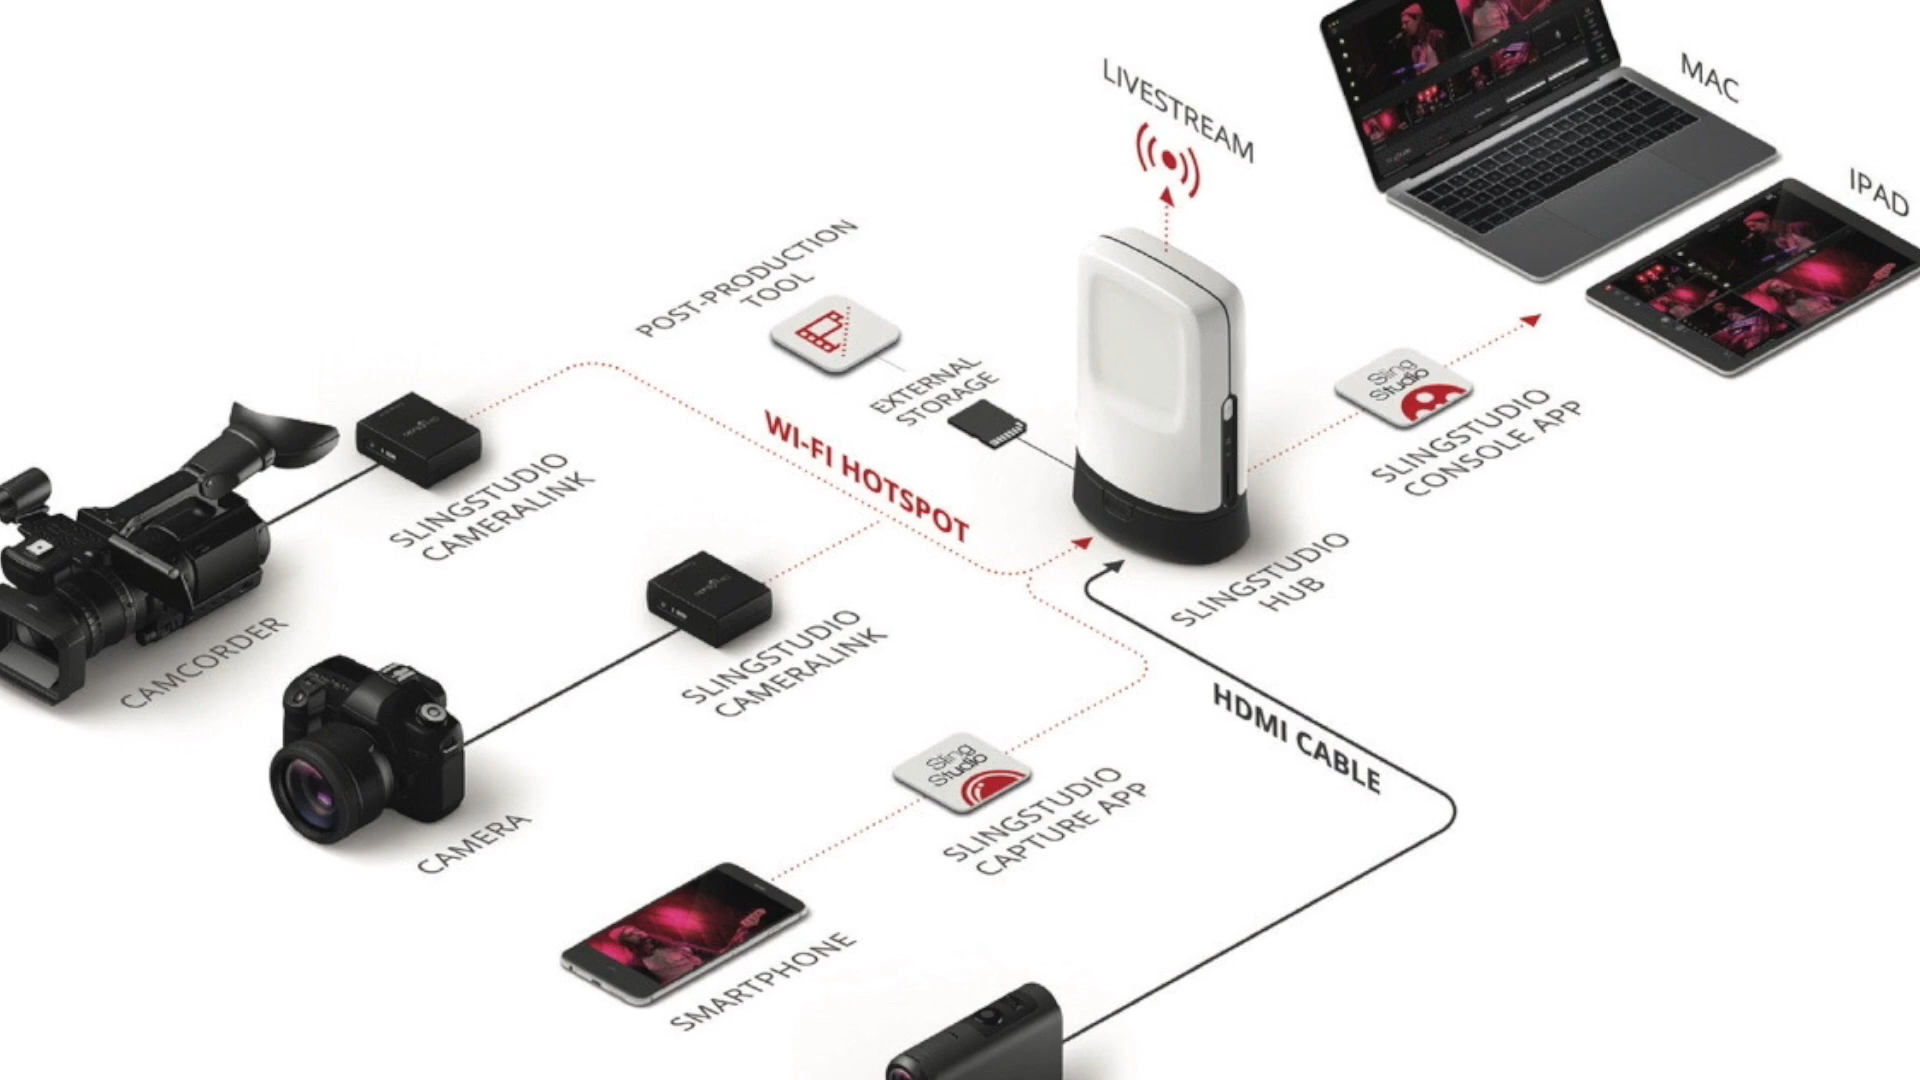 LIVESTREAM
MAC
IPAD
POST-PRODUCTION
TOOL
EXTERNAL
STORAGE
Sling
Studio
SLINGSTUDIO
CONSOLE APP
WI-FI HOTSPOT
SLINGSTUDIO
CAMERALINK
CAMCORDER
SLINGSTUDIO
HUB
SLINGSTUDIO
CAMERALINK
HDMI CABLE
CAMERA
Sling
Studio
SLINGSTUDIO
CAPTURE APP
SMARTPHONE